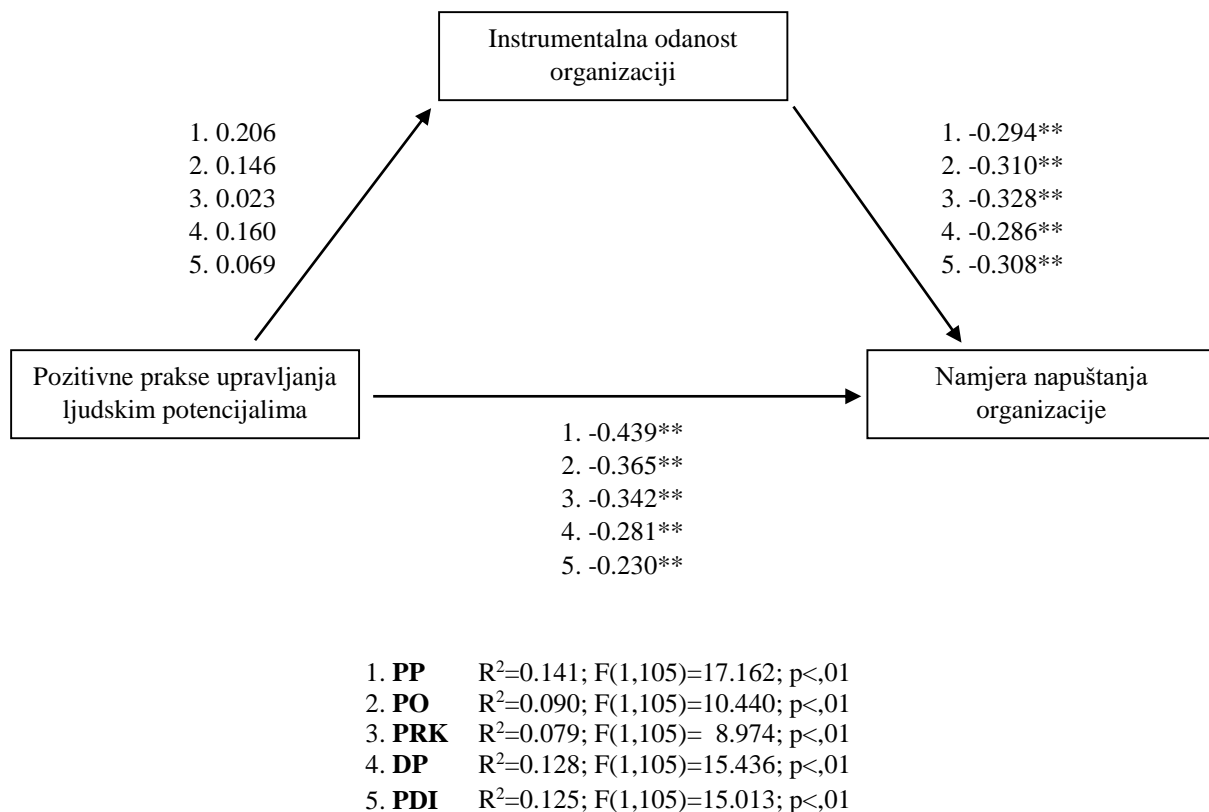 Instrumentalna odanost
organizaciji
1. 0.206
2. 0.146
3. 0.023
4. 0.160
5. 0.069
1. -0.294**
2. -0.310**
3. -0.328**
4. -0.286**
5. -0.308**
Pozitivne prakse upravljanja
ljudskim potencijalima
Namjera napuštanja
organizacije
1. -0.439**
2. -0.365**
3. -0.342**
4. -0.281**
5. -0.230**
1. PP R²=0.141; F(1,105)=17.162; p<,01
2. PO R²=0.090; F(1,105)=10.440; p<,01
3. PRK R²=0.079; F(1,105)= 8.974; p<,01
4. DP R²=0.128; F(1,105)=15.436; p<,01
5. PDI R²=0.125; F(1,105)=15.013; p<,01